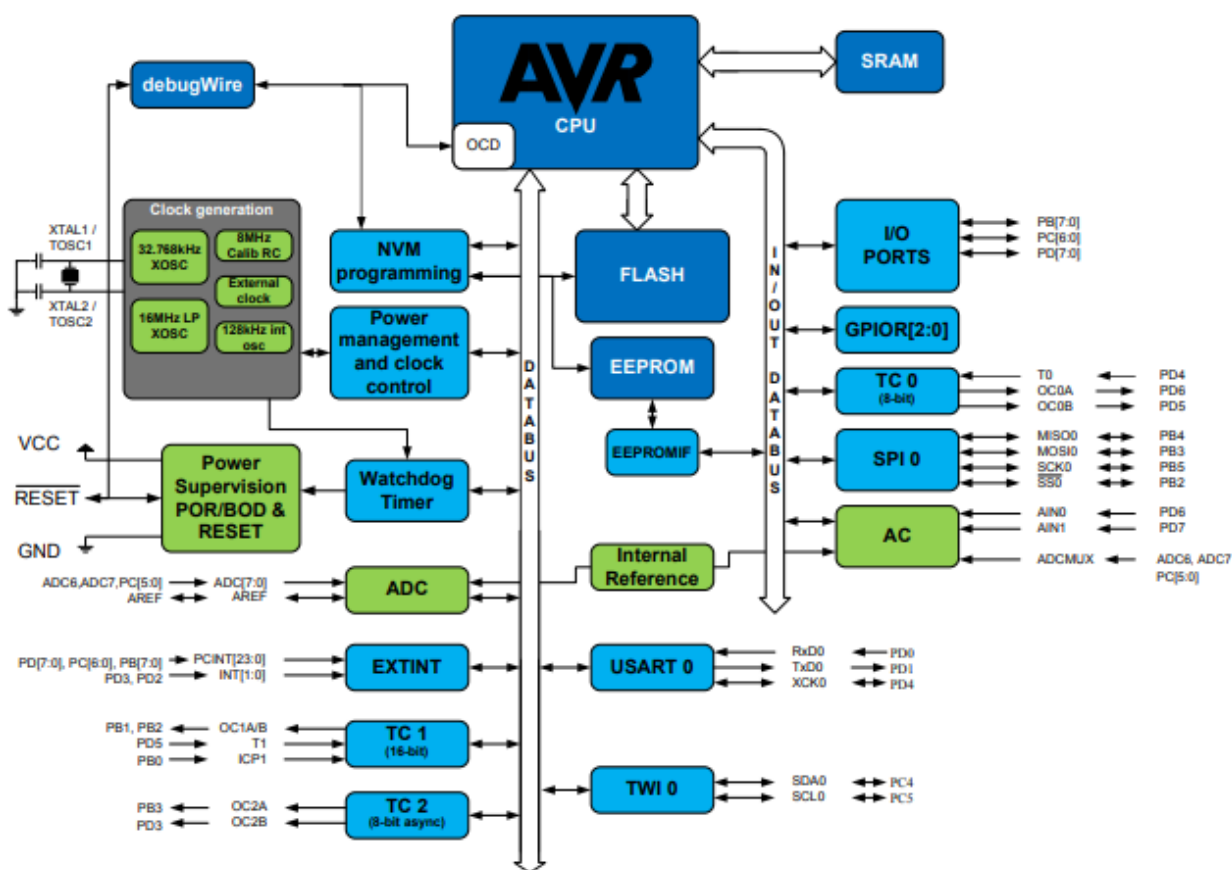 AVR
CPU
OCD
SRAM
debugWire
Clock generation
XTAL1 /
TOSC1
32.768kHz
XOSC
8MHz
Calib RC
External
clock
XTAL2 /
TOSC2
16MHz LP
XOSC
128kHz int
osc
NVM
programming
FLASH
I/O
PORTS
PB[7:0]
PC[6:0]
PD[7:0]
Power
management
and clock
control
EEPROM
EEPROMIF
DATABUS
IN/OUT DATABUS
GPIOR[2:0]
TC 0
(8-bit)
T0 PD4
OC0A PD6
OC0B PD5
SPI 0
MISO0 PB4
MOSI0 PB3
SCK0 PB5
SS0 PB2
VCC
RESET
GND
Power
Supervision
POR/BOD &
RESET
Watchdog
Timer
AC
AIN0 PD6
AIN1 PD7
ADCMUX ADC6, ADC7
PC[5:0]
Internal
Reference
ADC6,ADC7,PC[5:0] ADC[7:0]
AREF AREF
ADC
PD[7:0], PC[6:0], PB[7:0] PCINT[23:0]
PD3, PD2 INT[1:0]
EXTINT
USART 0
RxD0 PD0
TxD0 PD1
XCK0 PD4
PB1, PB2 OC1A/B
PD5 T1
PB0 ICP1
TC 1
(16-bit)
TWI 0
SDA0 PC4
SCL0 PC5
PB3 OC2A
PD3 OC2B
TC 2
(8-bit async)